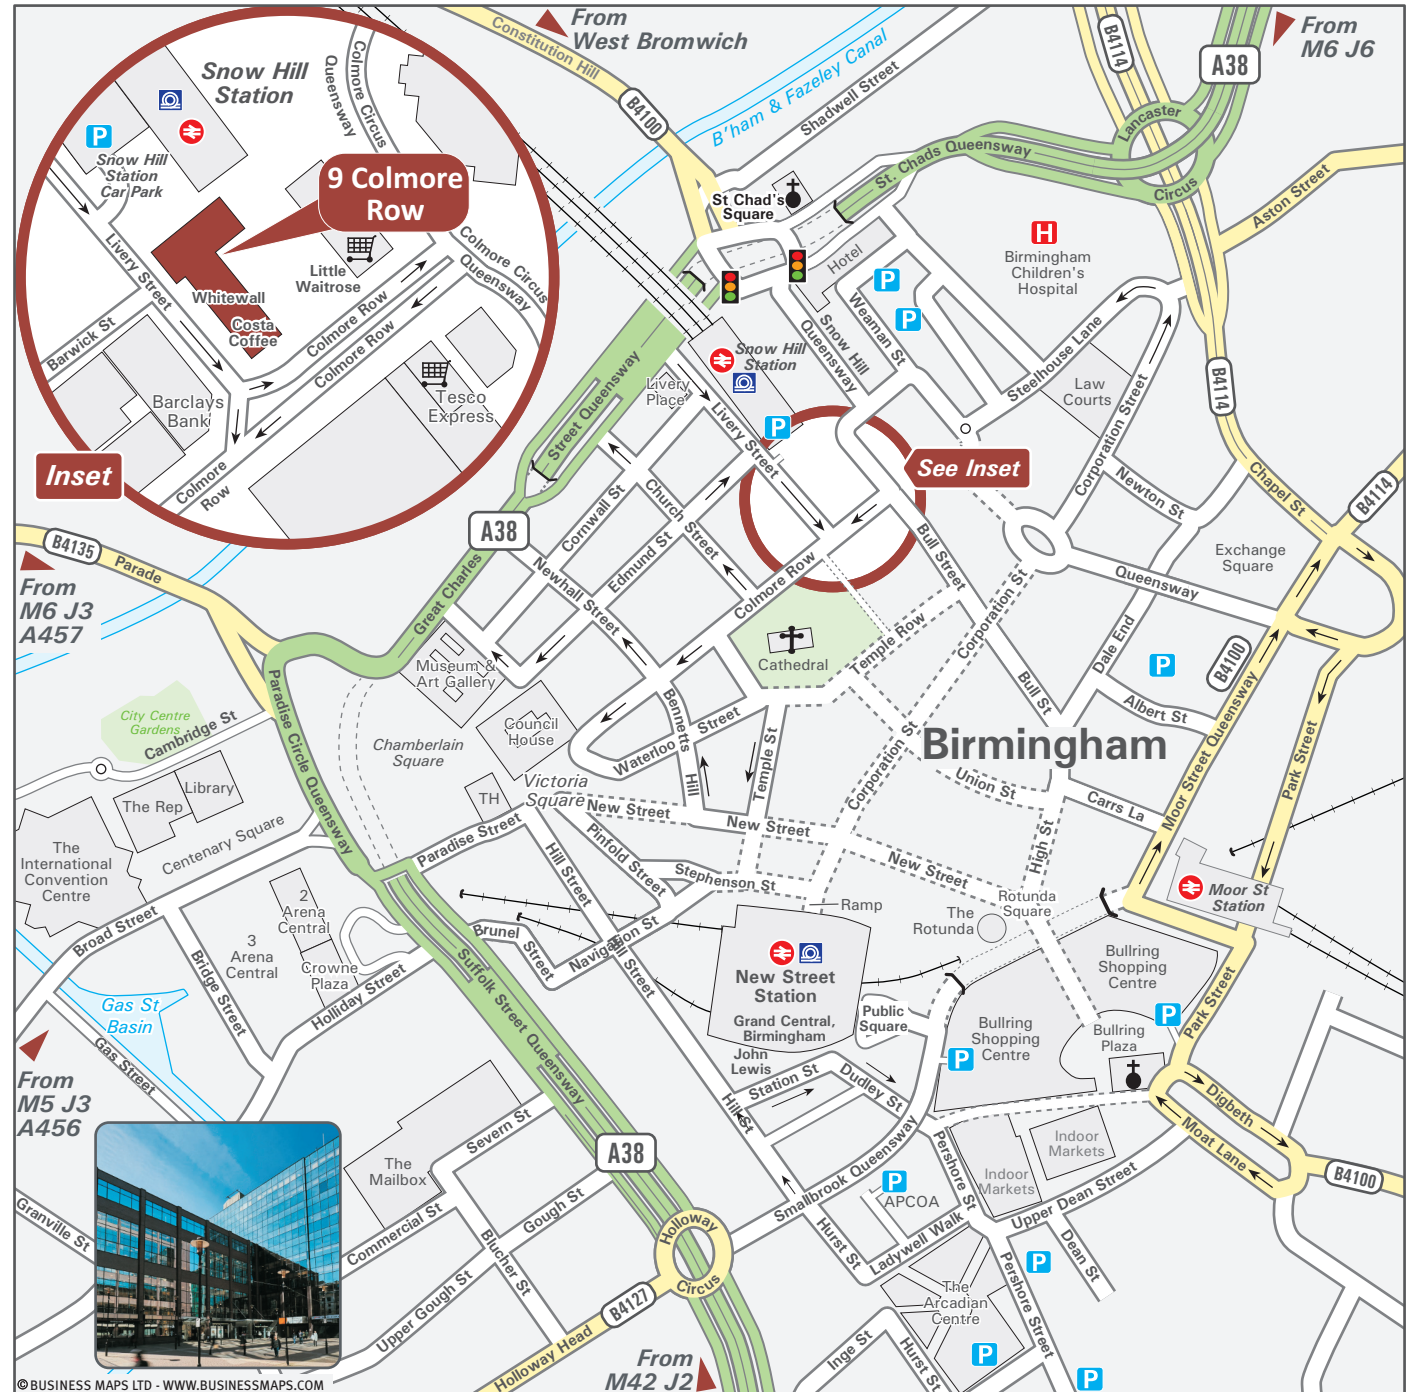 From
West Bromwich
Constitution Hill
B4100
B'ham & Fazeley Canal
Shadwell Street
B4114
A38
From
M6 J6
Lancaster
Circus
St. Chads Queensway
Aston Street
Snow Hill
Station
Colmore Circus
Queensway
P
Snow Hill
Station
Car Park
9 Colmore
Row
Little
Waitrose
Colmore Circus
Queensway
Livery Street
Whitewall
Costa
Coffee
Colmore Row
Colmore Row
Barwick St
Barclays
Bank
Tesco
Express
Colmore
Row
Inset
St Chad's
Square
Hotel
P
P
H
Birmingham
Children's
Hospital
Weaman St
Snow Hill
Queensway
Snow Hill
Station
P
Livery
Place
Livery Street
Street Queensway
Steelhouse Lane
Law
Courts
Corporation Street
B4114
See Inset
Newton St
Chapel St
B4114
A38
Cornwall St
Church Street
Edmund St
Newhall Street
Great Charles
Colmore Row
Bull Street
Exchange
Square
Queensway
Corporation St
Dale End
P
B4100
B4135
Parade
From
M6 J3
A457
Cathedral
Temple Row
Museum &
Art Gallery
Council
House
Chamberlain
Square
Paradise Circle Queensway
City Centre
Gardens
Cambridge St
Library
The Rep
Centenary Square
The
International
Convention
Centre
Bennetts
Hill
Waterloo Street
Temple St
Victoria
Square
TH
New Street
New Street
New Street
Corporation St
Birmingham
Bull St
Albert St
Union St
Carrs La
Moor Street Queensway
Park Street
High St
Paradise Street
Pinfold Street
Hill Street
Stephenson St
Navigation St
Hill Street
Brunel
Street
Ramp
The
Rotunda
Rotunda
Square
Moor St
Station
Broad Street
2
Arena
Central
3
Arena
Central
Crowne
Plaza
Bridge Street
Holliday Street
Suffolk Street Queensway
Gas St
Basin
Gas Street
From
M5 J3
A456
New Street
Station
Grand Central,
Birmingham
John
Lewis
Public
Square
Bullring
Shopping
Centre
Bullring
Shopping
Centre
P
P
Bullring
Plaza
Park Street
Station St
Dudley St
Hill St
Digbeth
Moat Lane
B4100
Indoor
Markets
Indoor
Markets
Pershore St
Smallbrook Queensway
P
APCOA
Upper Dean Street
Hurst St
Ladywell Walk
Dean St
P
The
Arcadian
Centre
P
Pershore Street
P
Inge St
Hurst St
Severn St
The
Mailbox
Commercial St
A38
Gough St
Blucher St
Upper Gough St
Holloway
Circus
B4127
Holloway Head
From
M42 J2
Granville St
© BUSINESS MAPS LTD - WWW.BUSINESSMAPS.COM